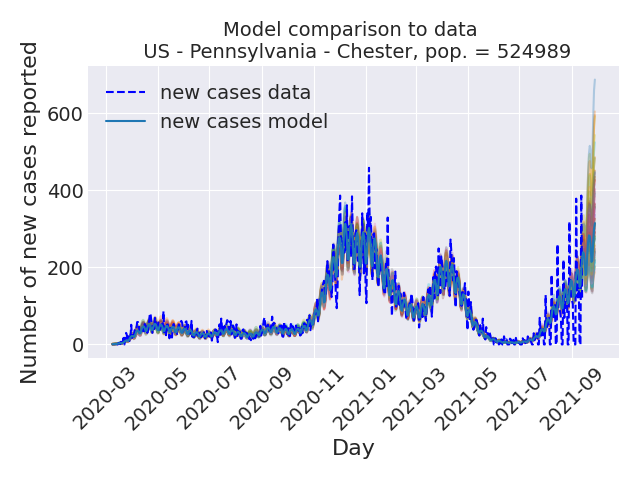 Model comparison to data
US - Pennsylvania - Chester, pop. = 524989
Number of new cases reported
600
400
200
0
new cases data
new cases model
2020-03
2020-05
2020-07
2020-09
2020-11
2021-01
2021-03
2021-05
2021-07
2021-09
Day